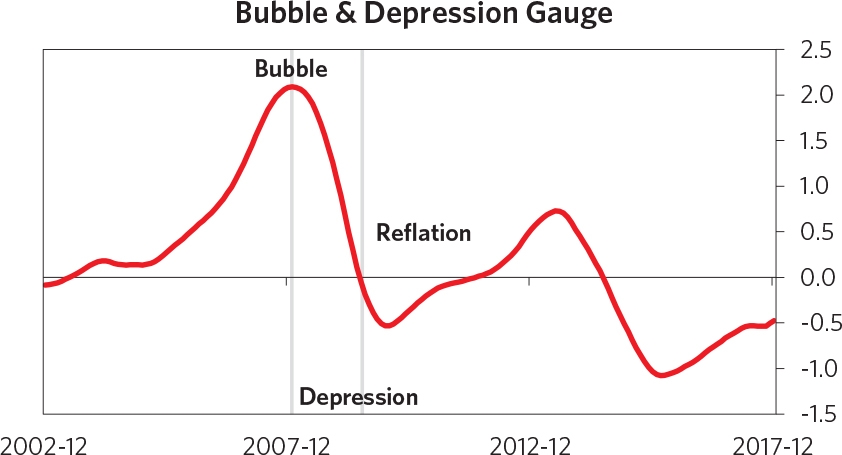 Bubble & Depression Gauge
2.5
Bubble
2.0
1.5
1.0
Reflation
0.5
0.0
-0.5
-1.0
Depression
-1.5
2002-12 2007-12 2012-12 2017-12